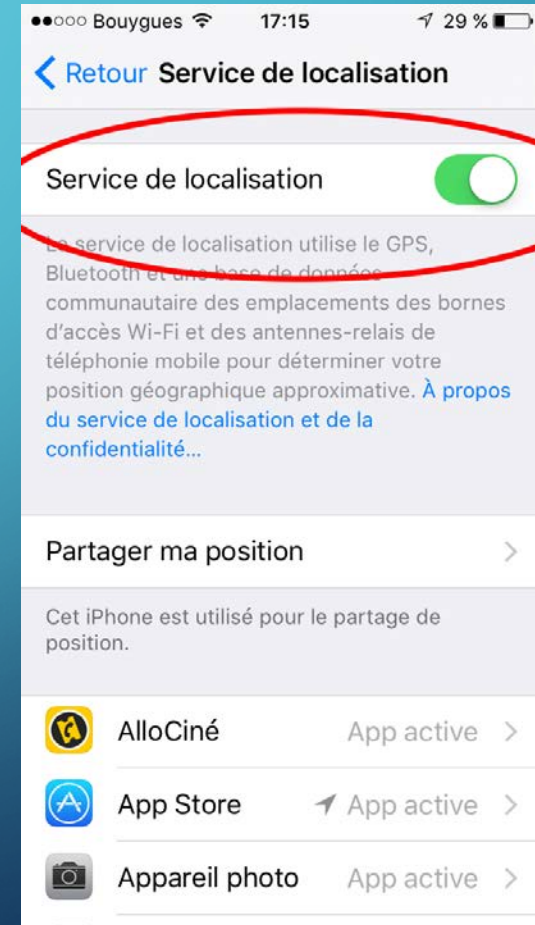 Bouygues 17:15 29 %
Retour Service de localisation
Service de localisation
Le service de localisation utilise le GPS,
Bluetooth et une base de données
communautaire des emplacements des bornes
d'accès Wi-Fi et des antennes-relais de
téléphonie mobile pour déterminer votre
position géographique approximative. À propos
du service de localisation et de la
confidentialité...
Partager ma position
Cet iPhone est utilisé pour le partage de
position.
AlloCiné App active
App Store App active
Appareil photo App active